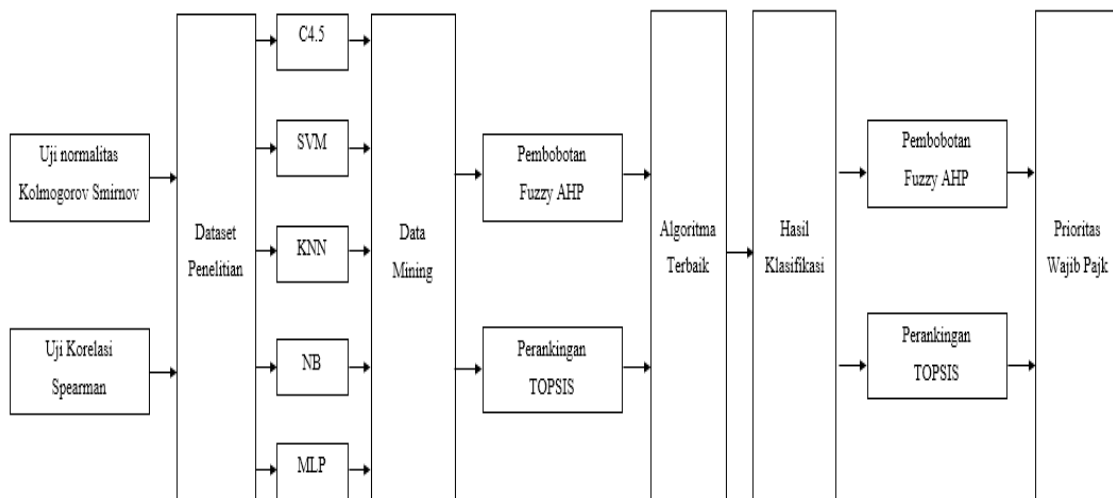 Uji normalitas
Kolmogorov Smirnov
Uji Korelasi
Spearman
Dataset
Penelitian
C4.5
SVM
KNN
NB
MLP
Data
Mining
Pembobotan
Fuzzy AHP
Perankingan
TOPSIS
Algoritma
Terbaik
Hasil
Klasifikasi
Pembobotan
Fuzzy AHP
Perankingan
TOPSIS
Prioritas
Wajib Pajk